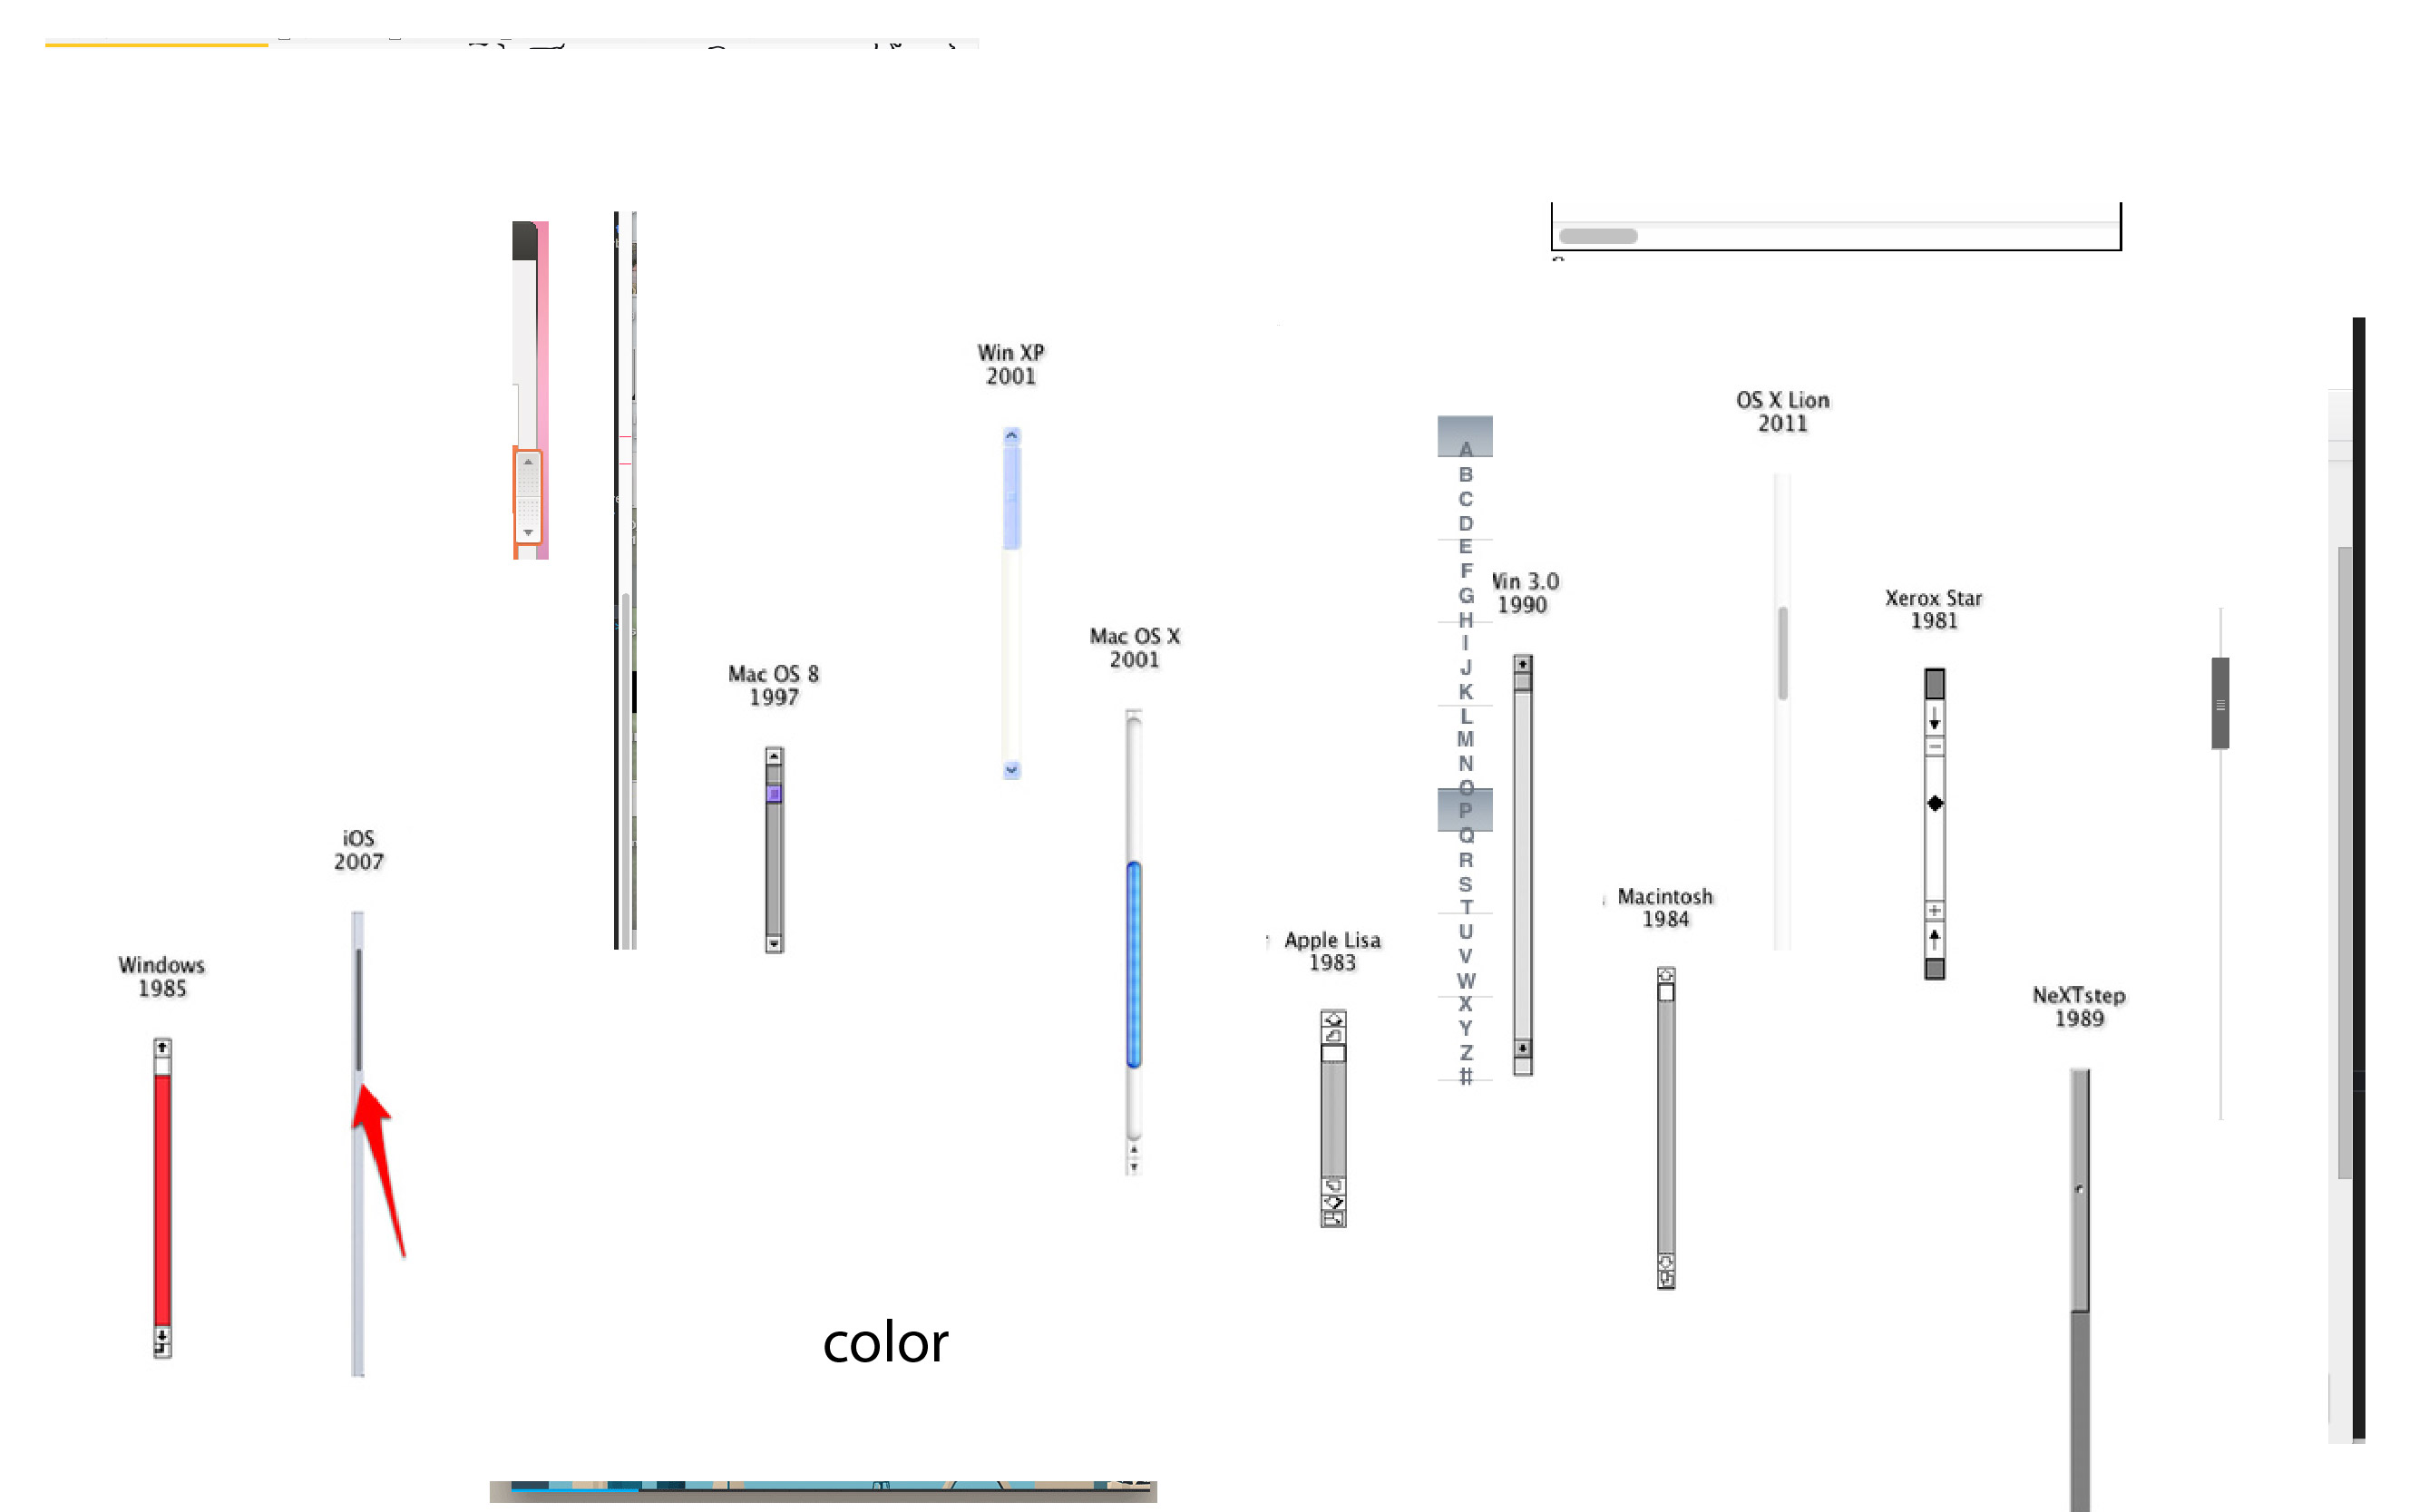 Win XP
2001
OS X Lion
2011
A
B
C
D
E
F
G
H
I
J
K
L
M
N
O
P
Q
R
S
T
U
V
W
X
Y
Z
#
Win 3.0
1990
Xerox Star
1981
Mac OS X
2001
Mac OS 8
1997
iOS
2007
Macintosh
1984
Apple Lisa
1983
Windows
1985
NeXTstep
1989
color